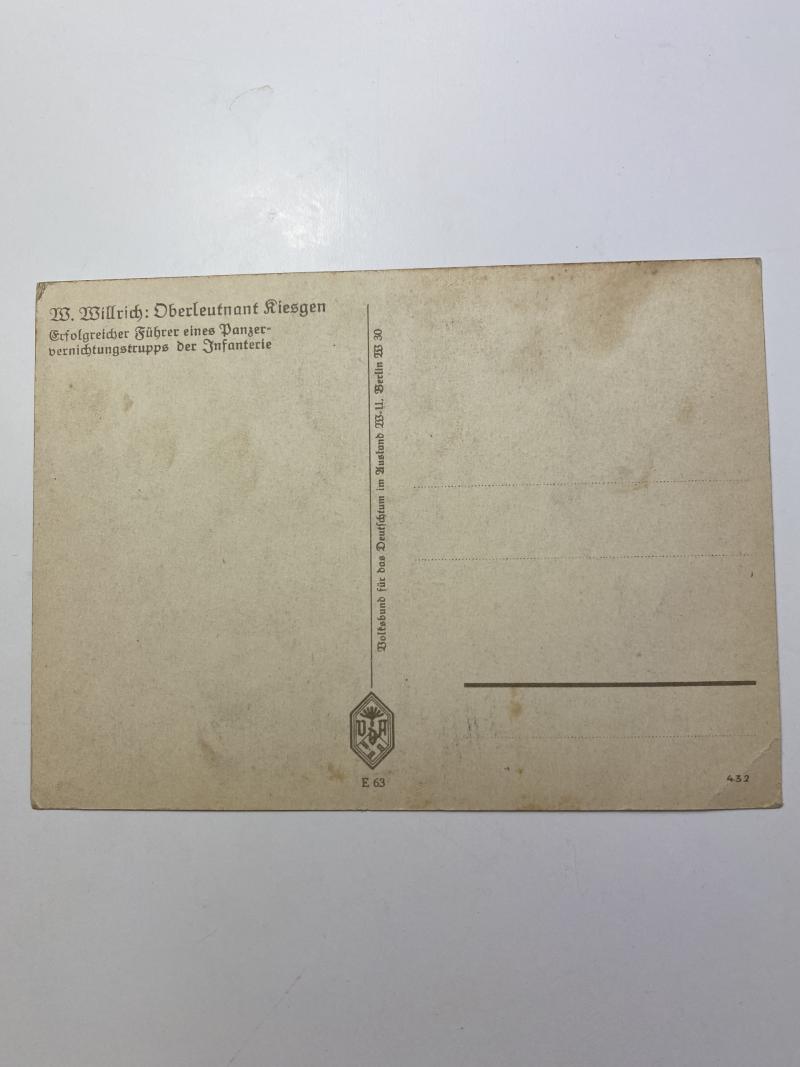 W. Willrich: Oberleutnant Kiesgen
Erfolgreicher Führer eines Panzer-
vernichtungstrupps der Infanterie
Volksbund für das Deutschtum im Ausland W-U. Berlin W 30
VDA
E 63
432